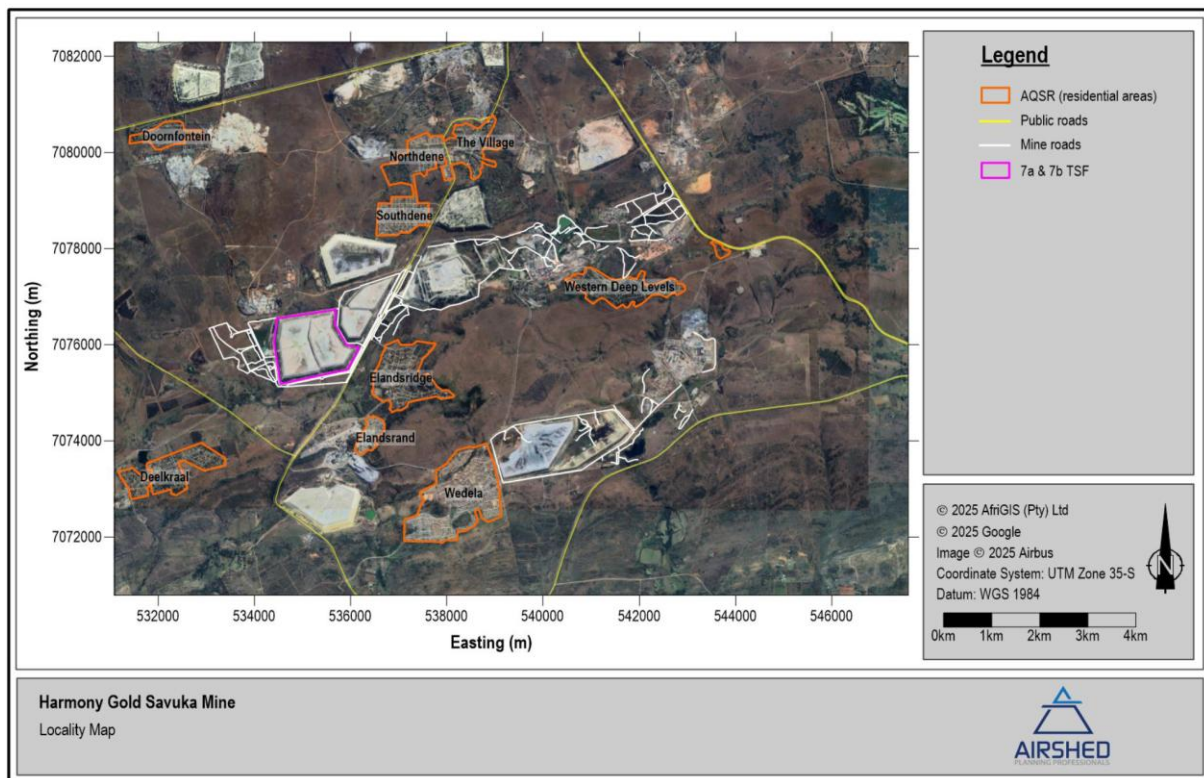 Legend
AQSR (residential areas)
Public roads
Mine roads
7a & 7b TSF
7082000
7080000
7078000
7076000
7074000
7072000
Northing (m)
Doornfontein
Northdene
The Village
Southdene
Western Deep Levels
Elandsridge
Elandsrand
Deelkraal
Wedela
532000
534000
536000
538000
540000
542000
544000
546000
Easting (m)
© 2025 AfriGIS (Pty) Ltd
© 2025 Google
Image © 2025 Airbus
Coordinate System: UTM Zone 35-S
Datum: WGS 1984
N
0km 1km 2km 3km 4km
Harmony Gold Savuka Mine
Locality Map
AIRSHED
PLANNING PROFESSIONALS